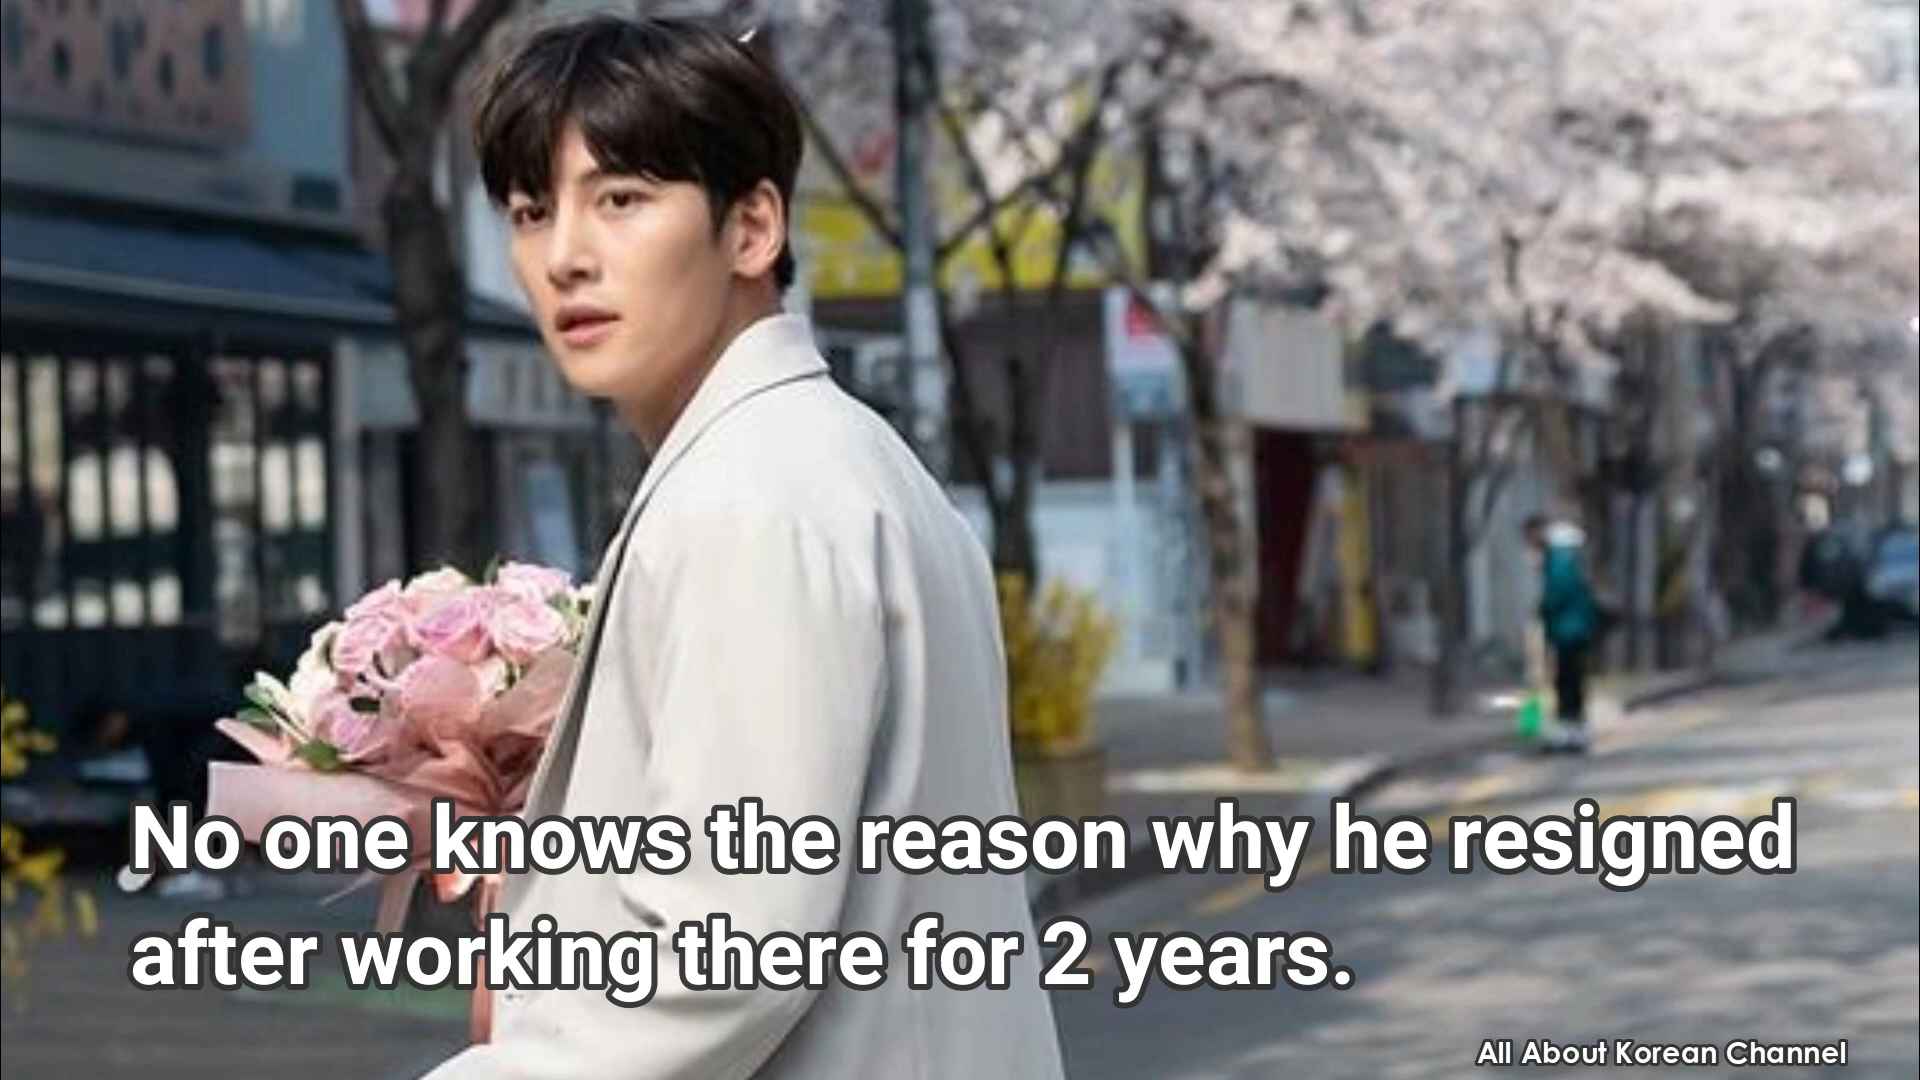 No one knows the reason why he resigned
after working there for 2 years.
All About Korean Channel